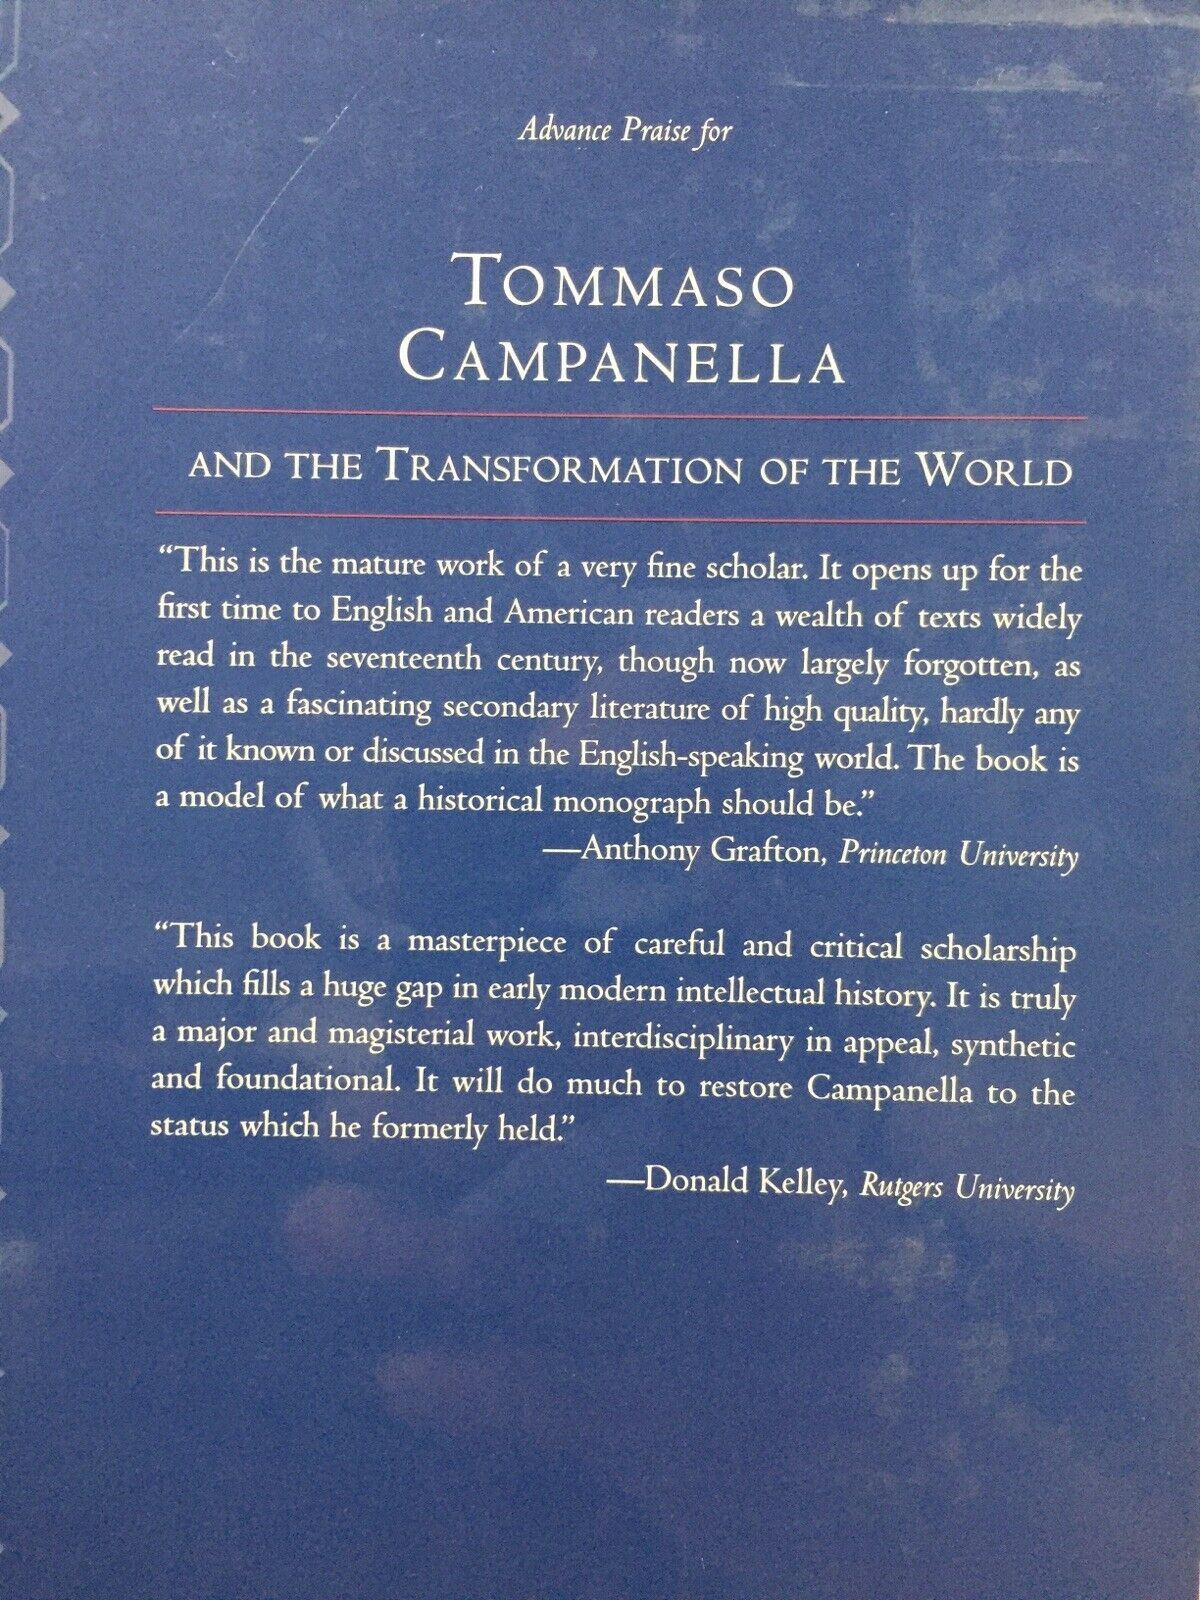 Advance Praise for
TOMMASO
CAMPANELLA
AND THE TRANSFORMATION OF THE WORLD
“This is the mature work of a very fine scholar. It opens up for the
first time to English and American readers a wealth of texts widely
read in the seventeenth century, though now largely forgotten, as
well as a fascinating secondary literature of high quality, hardly any
of it known or discussed in the English-speaking world. The book is
a model of what a historical monograph should be.”
—Anthony Grafton, Princeton University
“This book is a masterpiece of careful and critical scholarship
which fills a huge gap in early modern intellectual history. It is truly
a major and magisterial work, interdisciplinary in appeal, synthetic
and foundational. It will do much to restore Campanella to the
status which he formerly held.”
—Donald Kelley, Rutgers University